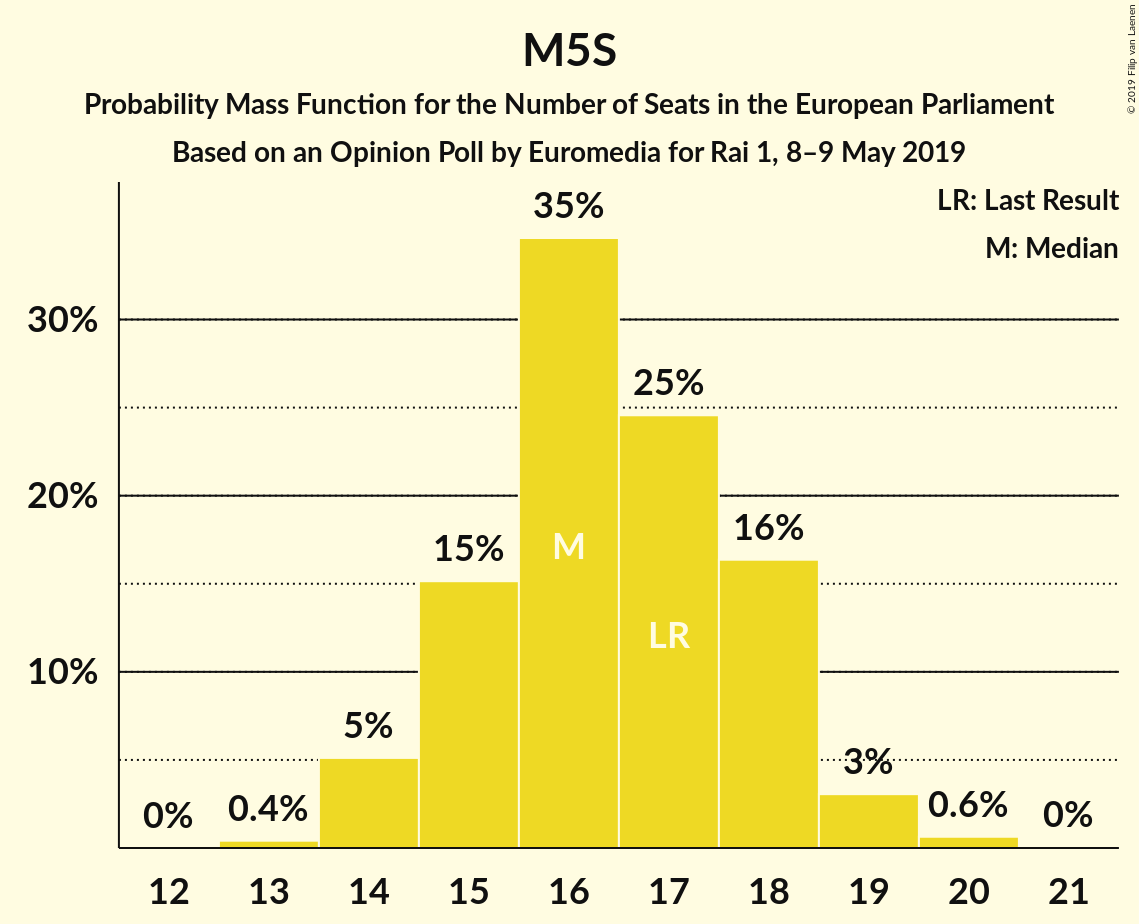 M5S
Probability Mass Function for the Number of Seats in the European Parliament
Based on an Opinion Poll by Euromedia for Rai 1, 8–9 May 2019
© 2019 Filip van Laenen
LR: Last Result
M: Median
35%
30%
25%
20%
16%
15%
M
LR
10%
5%
3%
0%
0.4%
0.6%
0%
12 13 14 15 16 17 18 19 20 21